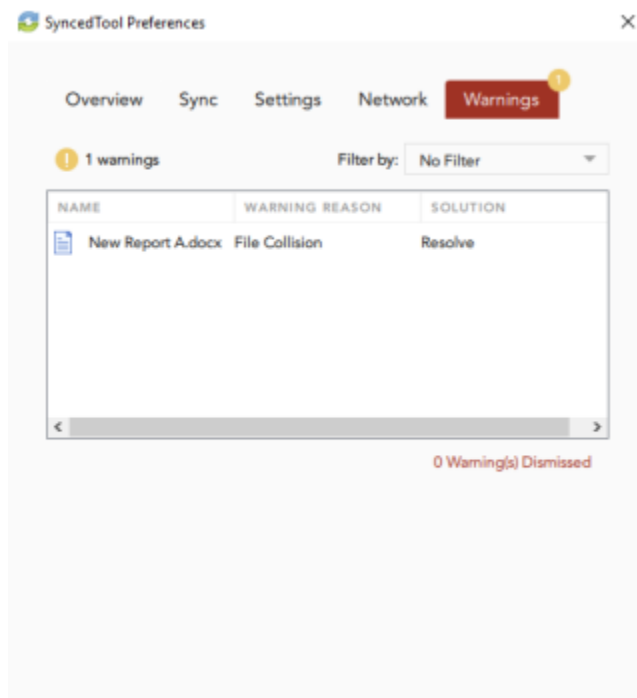 SyncedTool Preferences
1
Overview Sync Settings Network Warnings
! 1 warnings Filter by: No Filter
NAME WARNING REASON SOLUTION
New Report A.docx File Collision Resolve
0 Warning(s) Dismissed